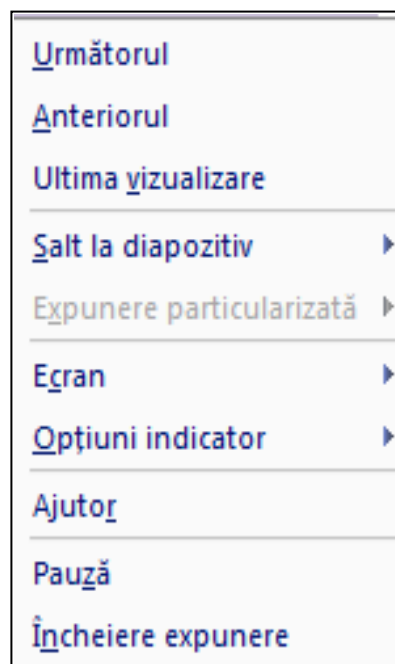 Următorul
Anteriorul
Ultima vizualizare
Salt la diapozitiv
Expunere particularizată
Ecran
Opțiuni indicator
Ajutor
Pauză
Încheiere expunere